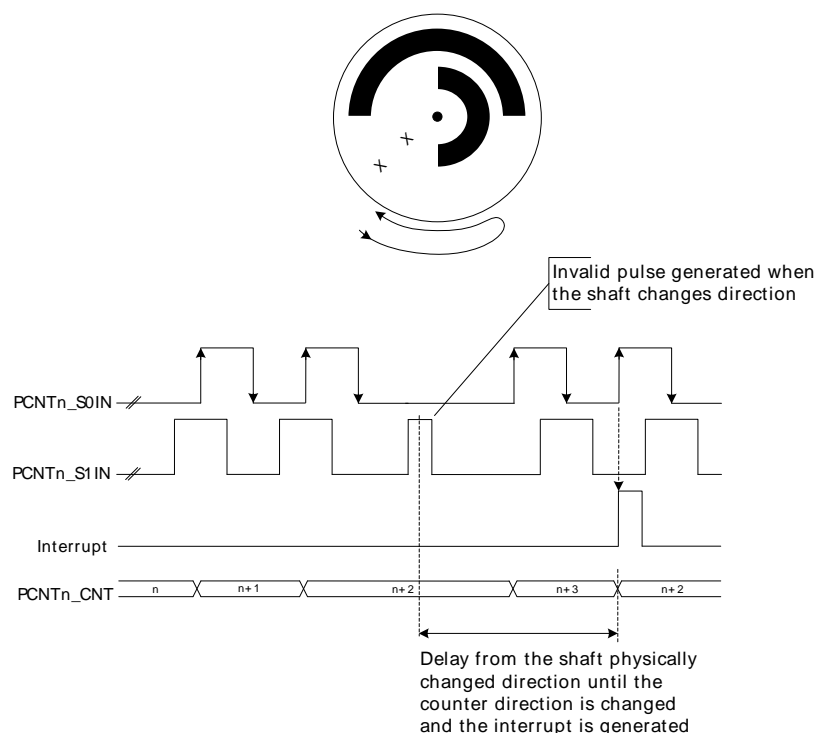 X
X
Invalid pulse generated when
the shaft changes direction
PCNTn_S0IN
PCNTn_S1IN
Interrupt
PCNTn_CNT
n
n+1
n+2
n+3
n+2
Delay from the shaft physically
changed direction until the
counter direction is changed
and the interrupt is generated